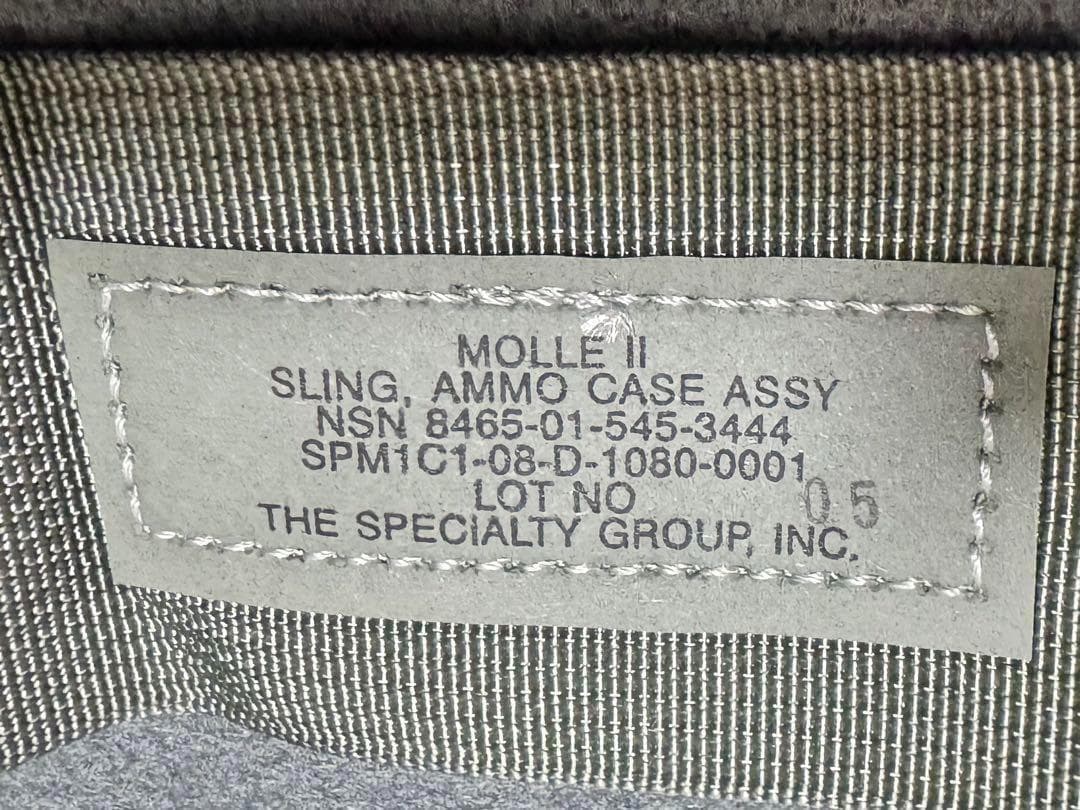 MOLLE II
SLING, AMMO CASE ASSY
NSN 8465-01-545-3444
SPM1C1-08-D-1080-0001
LOT NO 05
THE SPECIALTY GROUP, INC.